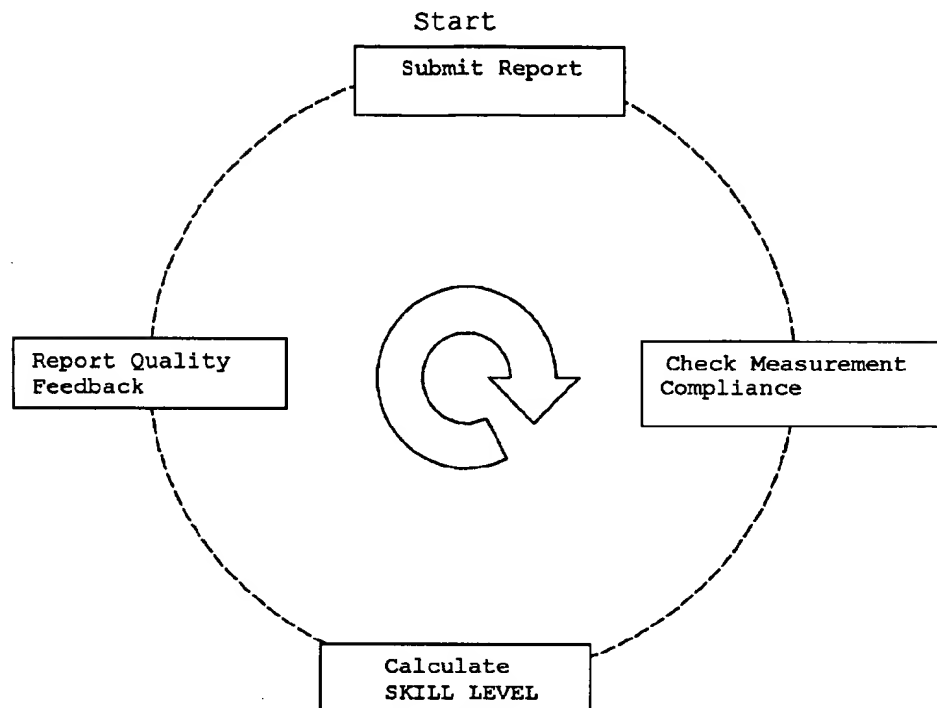 Start
Submit Report
Report Quality
Feedback
Check Measurement
Compliance
Calculate
SKILL LEVEL